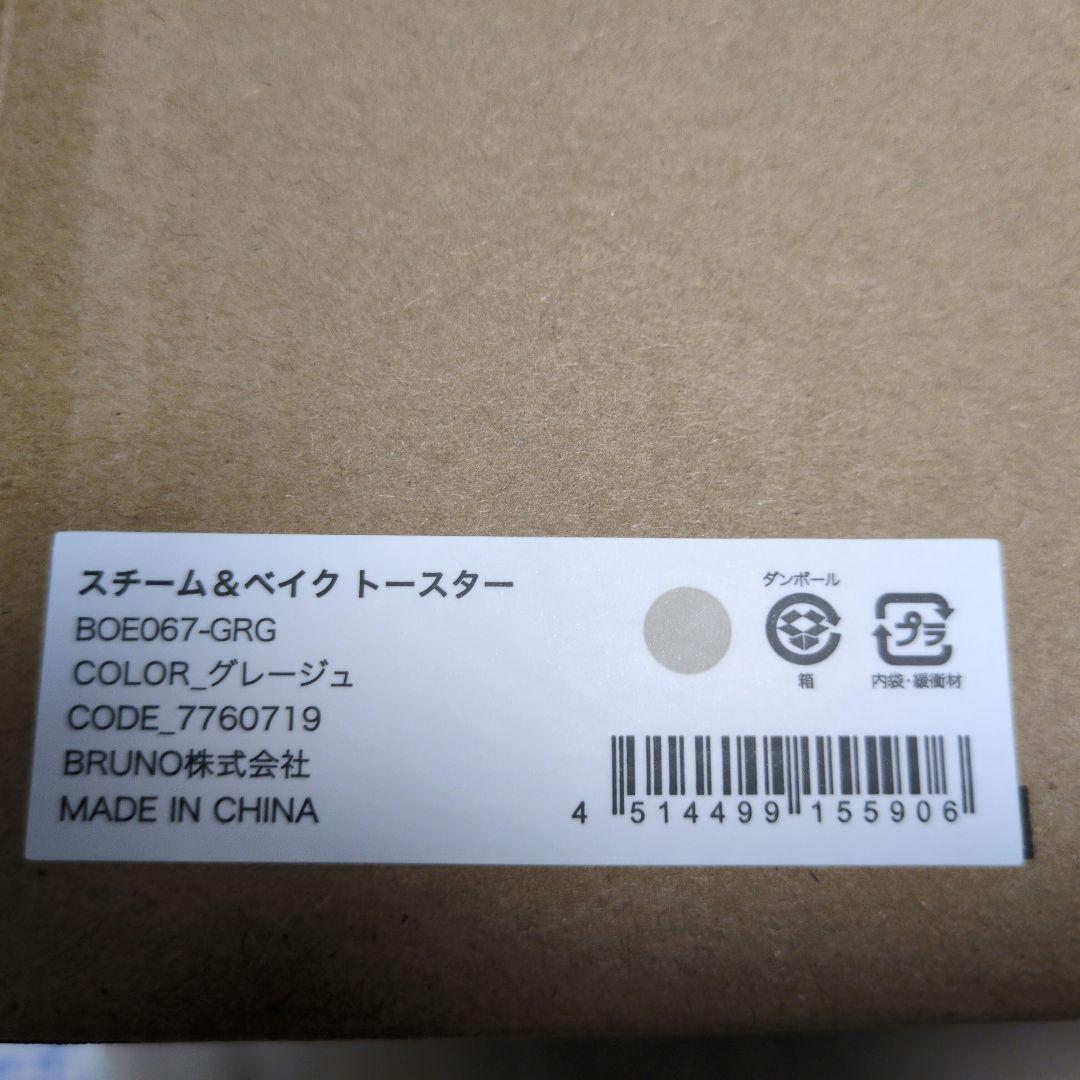 スチーム＆ベイク トースター
BOE067-GRG
COLOR_グレージュ
CODE_7760719
BRUNO株式会社
MADE IN CHINA
ダンボール
箱
プラ
内袋・緩衝材
4 514499 155906